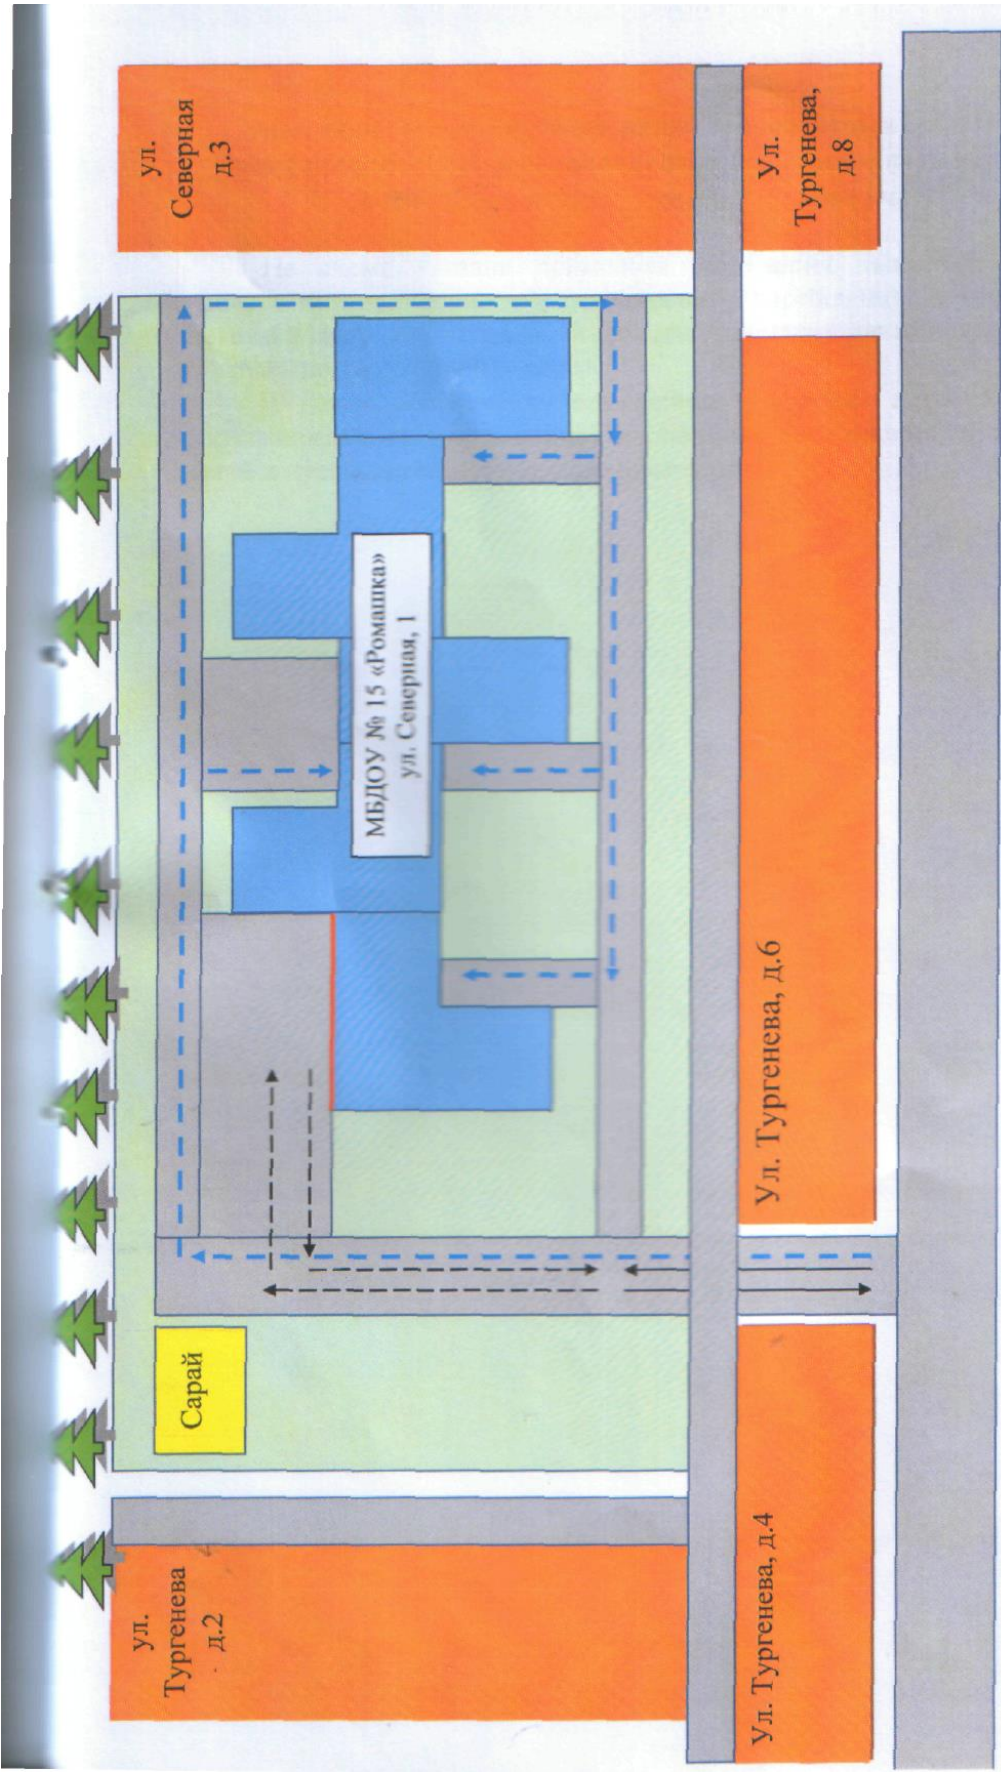 ул.
Тургенева
д.2
Сарай
МБДОУ № 15 «Ромашка»
ул. Северная, 1
ул.
Северная
д.3
Ул. Тургенева, д.4
Ул. Тургенева, д.6
Ул.
Тургенева,
д.8